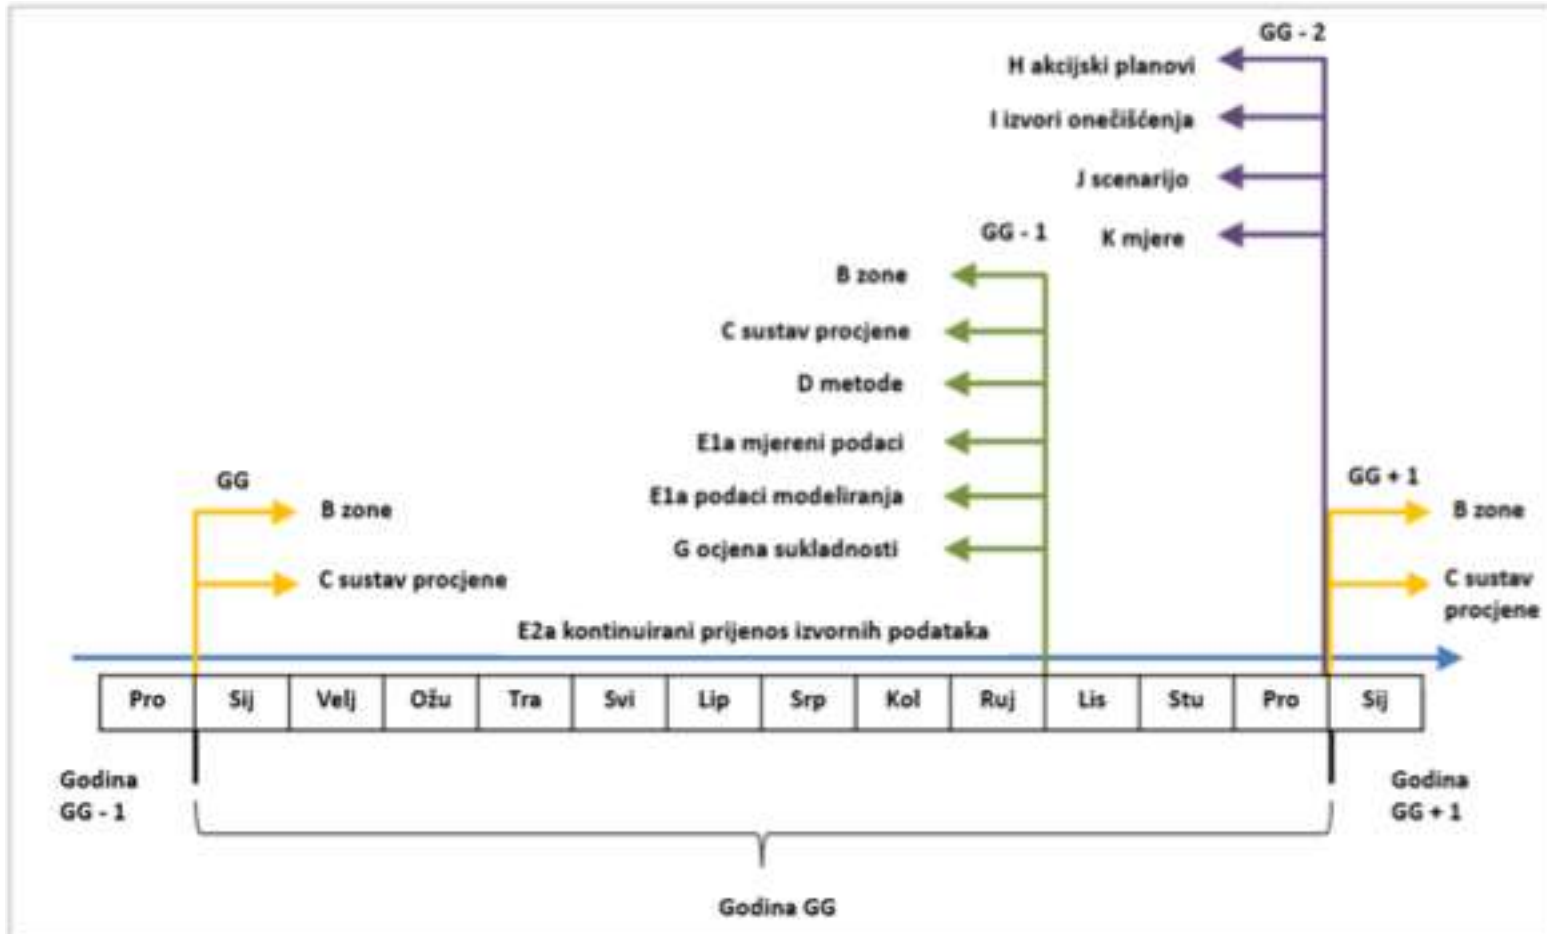 GG - 2
H akcijski planovi
I izvori onečišćenja
J scenarijo
K mjere
GG - 1
B zone
C sustav procjene
D metode
E1a mjereni podaci
E1a podaci modeliranja
G ocjena sukladnosti
GG
B zone
C sustav procjene
GG + 1
B zone
C sustav
procjene
E2a kontinuirani prijenos izvornih podataka
Pro Sij Velj Ožu Tra Svi Lip Srp Kol Ruj Lis Stu Pro Sij
Godina
GG - 1
Godina
GG + 1
Godina GG